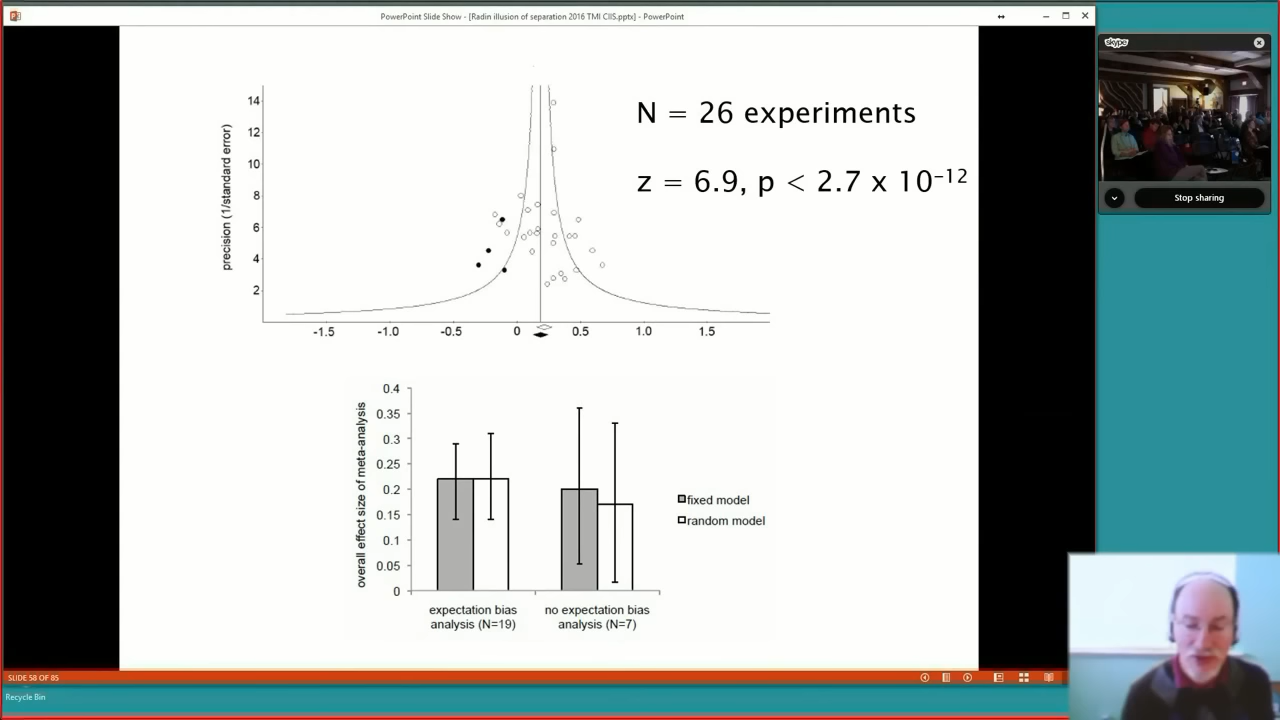 PowerPoint Slide Show - [Radin illusion of separation 2016 TMI CIIS.pptx] - PowerPoint
skype
Stop sharing
N = 26 experiments
z = 6.9, p < 2.7 x 10⁻¹²
precision (1/standard error)
14
12
10
8
6
4
2
-1.5 -1.0 -0.5 0 0.5 1.0 1.5
overall effect size of meta-analysis
0.4
0.35
0.3
0.25
0.2
0.15
0.1
0.05
0
fixed model
random model
expectation bias
analysis (N=19)
no expectation bias
analysis (N=7)
SLIDE 58 OF 85
Recycle Bin